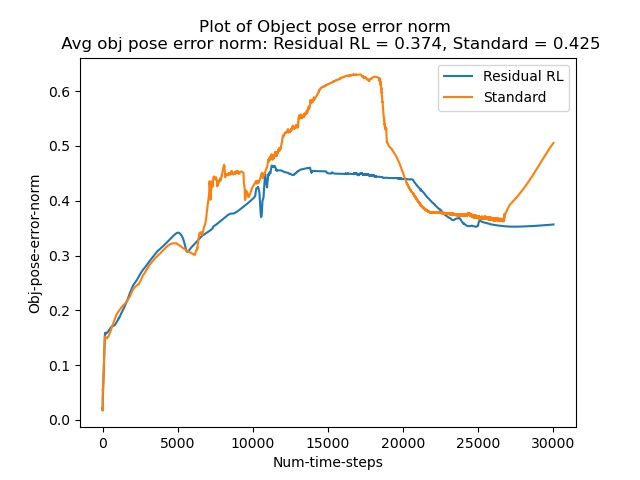 Plot of Object pose error norm
Avg obj pose error norm: Residual RL = 0.374, Standard = 0.425
Residual RL
Standard
0.6
0.5
0.4
0.3
0.2
0.1
0.0
Obj-pose-error-norm
0 5000 10000 15000 20000 25000 30000
Num-time-steps